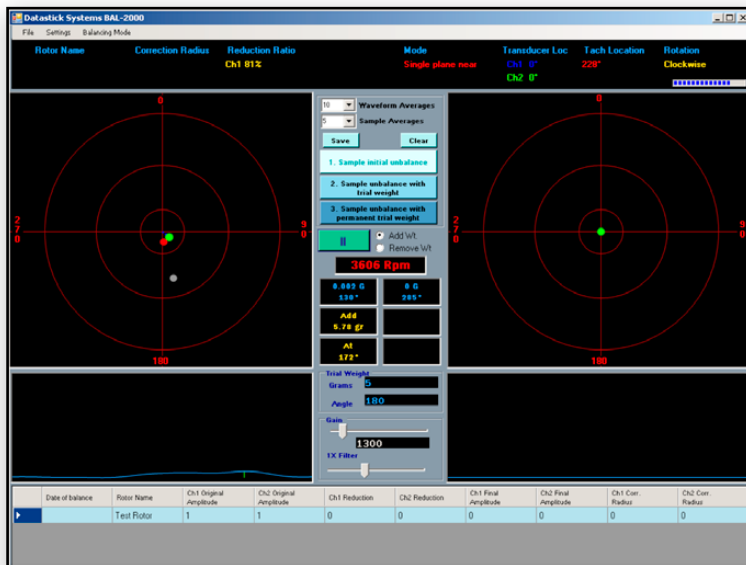 Datastick Systems BAL-2000
File Settings Balancing Mode
Rotor Name Correction Radius Reduction Ratio Mode Transducer Loc Tach Location Rotation
Ch1 81% Single plane near Ch1 0° 220° Clockwise
Ch2 0°
0
270
90
180
10 Waveform Averages
5 Sample Averages
Save Clear
1. Sample initial unbalance
2. Sample unbalance with
trial weight
3. Sample unbalance with
permanent trial weight
|| Add Wt.
Remove Wt
3606 Rpm
0.002 G 0 G
130° 285°
Add
5.78 gr
At
172°
Trial Weight
Grams 5
Angle 180
Gain
1300
1X Filter
0
270
90
180
Date of balance Rotor Name Ch1 Original Amplitude Ch2 Original Amplitude Ch1 Reduction Ch2 Reduction Ch1 Final Amplitude Ch2 Final Amplitude Ch1 Corr. Radius Ch2 Corr. Radius
Test Rotor 1 1 0 0 0 0 0 0